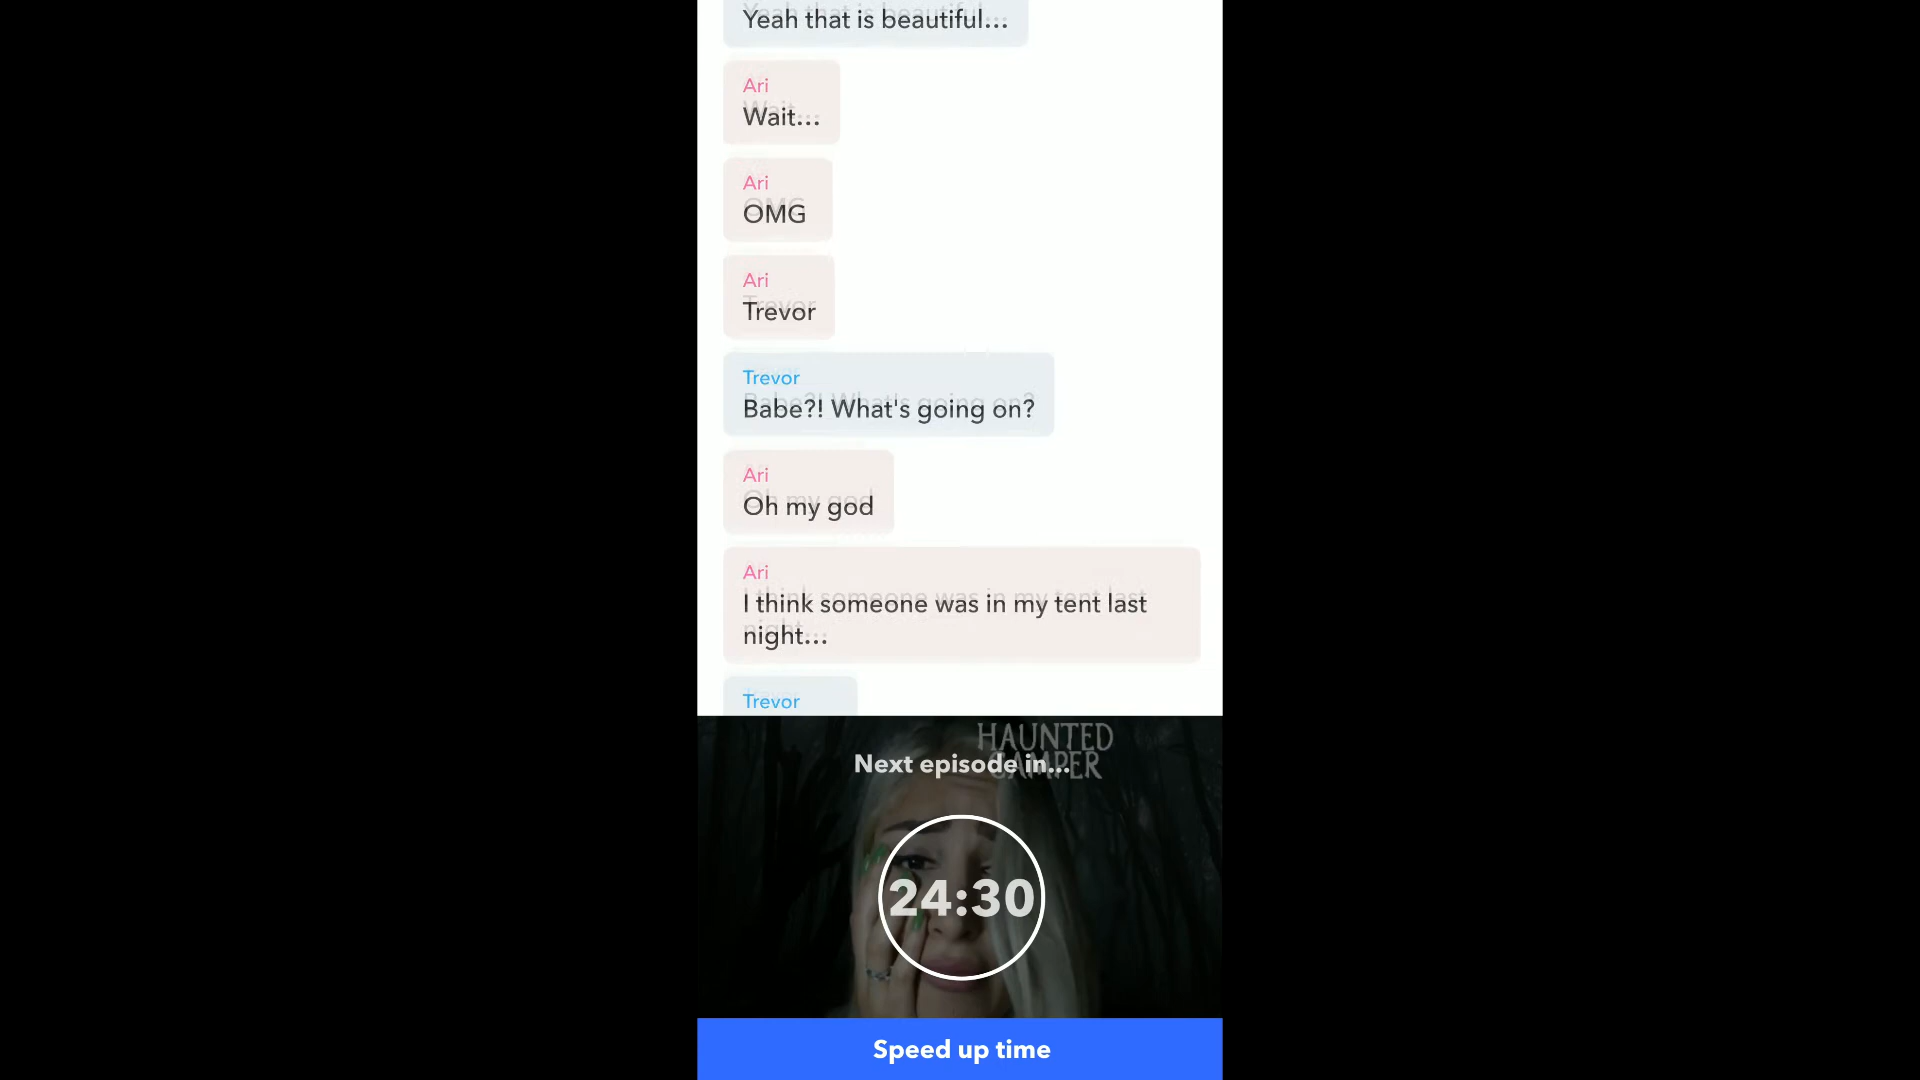 Yeah that is beautiful...
Ari
Wait...
Ari
OMG
Ari
Trevor
Trevor
Babe?! What's going on?
Ari
Oh my god
Ari
I think someone was in my tent last
night...
Trevor
HAUNTED
CAMPER
Next episode in...
24:30
Speed up time